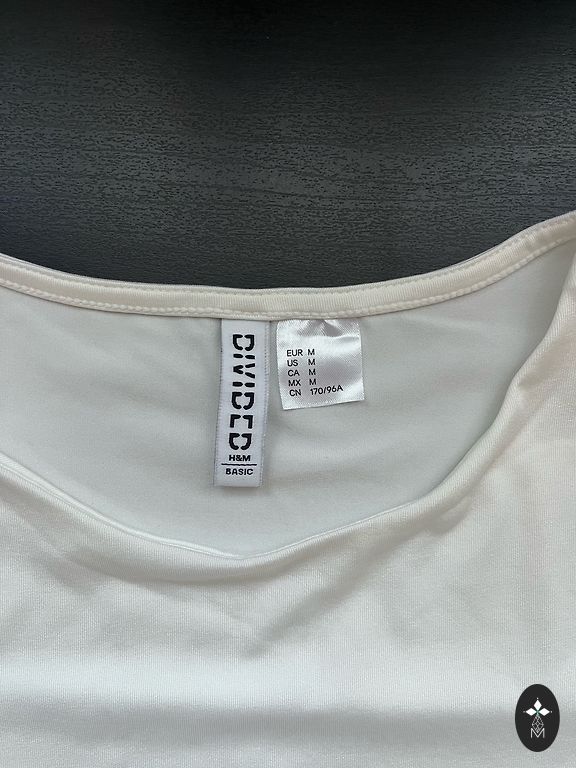 DIVIDED
H&M
BASIC
EUR M
US M
CA M
MX M
CN 170/96A
M